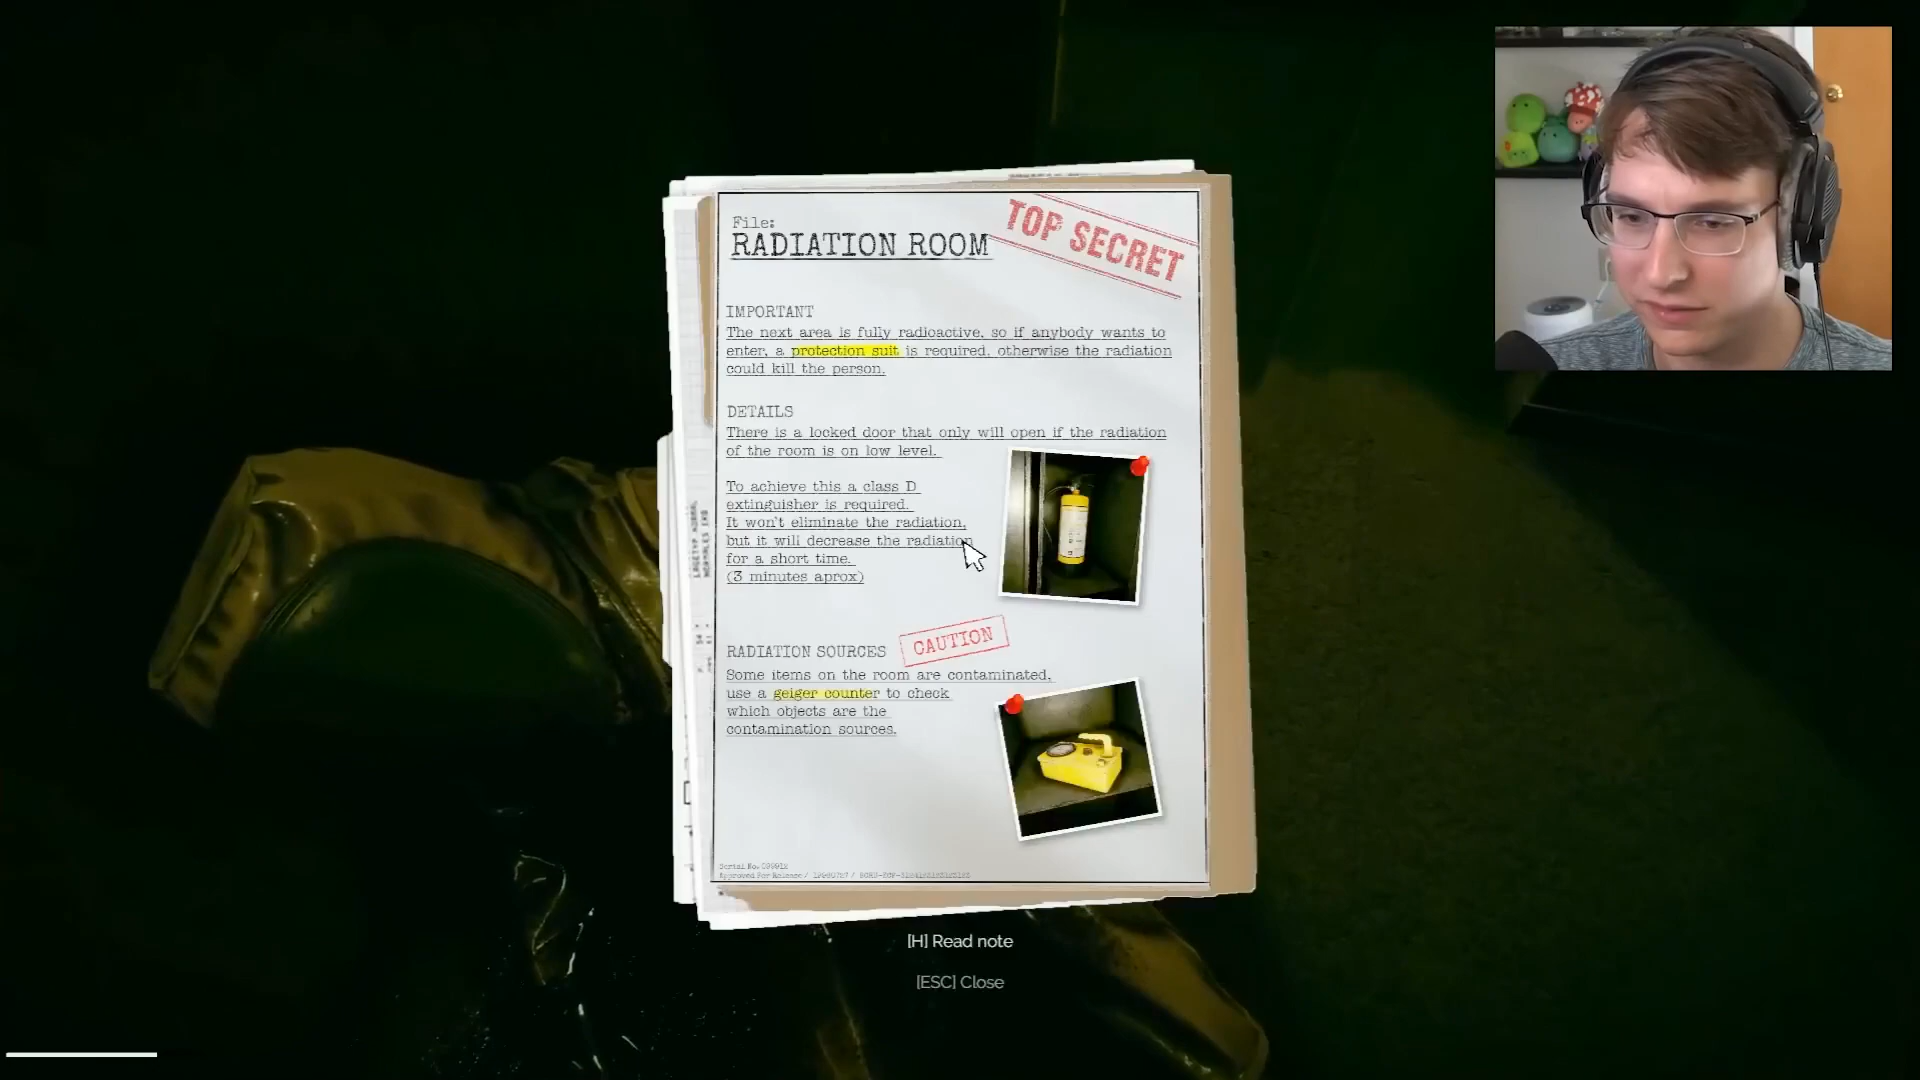 File:
RADIATION ROOM
TOP SECRET
IMPORTANT
The next area is fully radioactive, so if anybody wants to
enter, a protection suit is required, otherwise the radiation
could kill the person.
DETAILS
There is a locked door that only will open if the radiation
of the room is on low level.
To achieve this a class D
extinguisher is required.
It won't eliminate the radiation,
but it will decrease the radiation
for a short time.
(3 minutes aprox)
RADIATION SOURCES
CAUTION
Some items on the room are contaminated,
use a geiger counter to check
which objects are the
contamination sources.
Serial No.
Approved For Release /
[H] Read note
[ESC] Close